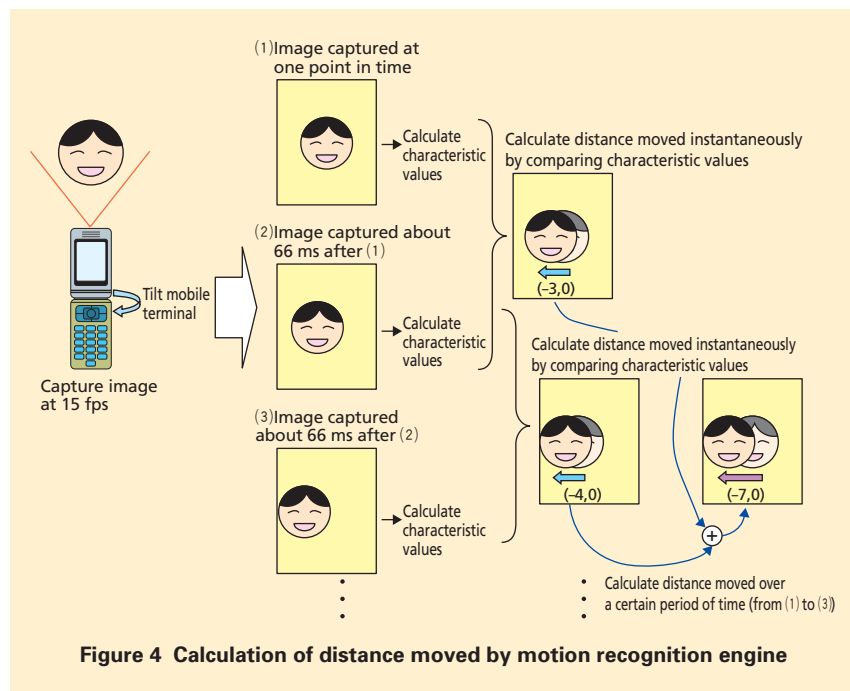 (1)Image captured at
one point in time
Calculate
characteristic
values
Calculate distance moved instantaneously
by comparing characteristic values
(2)Image captured about
66 ms after (1)
(–3,0)
Tilt mobile
terminal
Calculate
characteristic
values
Capture image
at 15 fps
Calculate distance moved instantaneously
by comparing characteristic values
(3)Image captured
about 66 ms after (2)
(–4,0)
(–7,0)
Calculate
characteristic
values
+
Calculate distance moved over
a certain period of time (from (1) to (3))
Figure 4 Calculation of distance moved by motion recognition engine